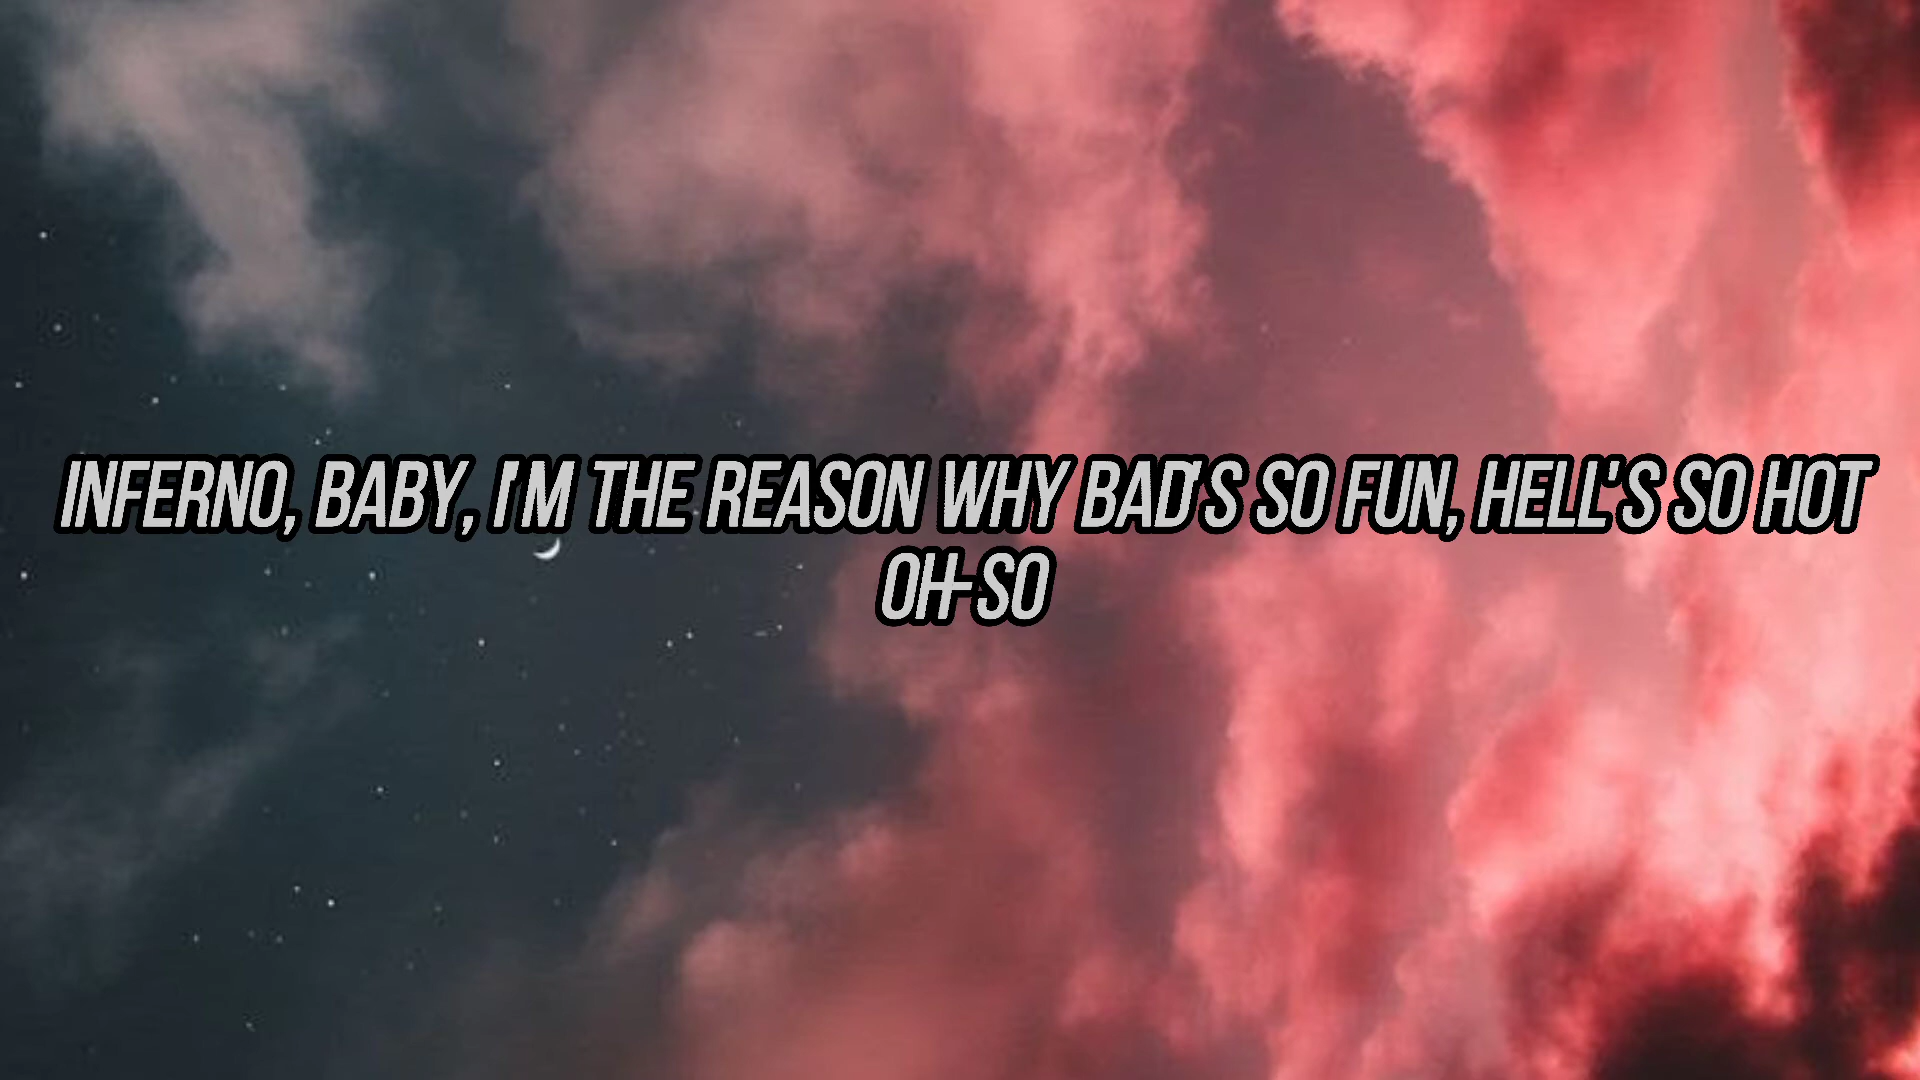 INFERNO, BABY, I'M THE REASON WHY BAD'S SO FUN, HELL'S SO HOT
OH-SO